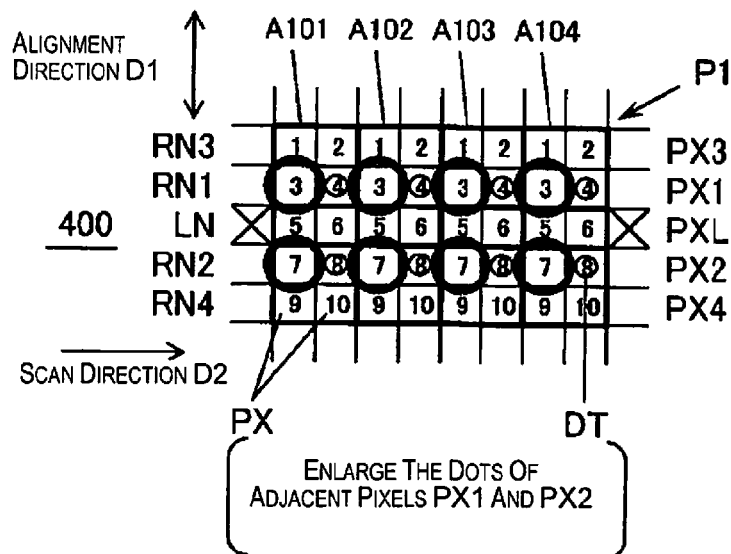 ALIGNMENT
DIRECTION D1
A101 A102 A103 A104
P1
RN3 1 2 1 2 1 2 1 2 PX3
RN1 3 4 3 4 3 4 3 4 PX1
400 LN 5 6 5 6 5 6 5 6 PXL
RN2 7 8 7 8 7 8 7 8 PX2
RN4 9 10 9 10 9 10 9 10 PX4
SCAN DIRECTION D2
PX DT
ENLARGE THE DOTS OF
ADJACENT PIXELS PX1 AND PX2